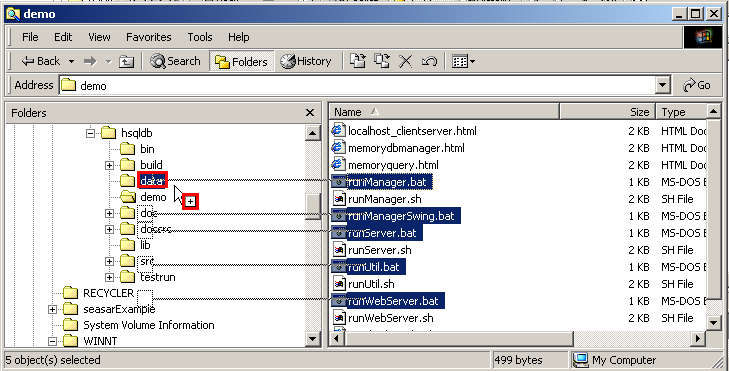 demo
File Edit View Favorites Tools Help
Back Search Folders History
Address demo Go
Folders
hsqldb
bin
build
data
demo
doc
docsrc
lib
src
testrun
RECYCLER
seasarExample
System Volume Information
WINNT
Name Size Type
localhost_clientserver.html 2 KB HTML Doc
memorydbmanager.html 2 KB HTML Doc
memoryquery.html 2 KB HTML Doc
runManager.bat 1 KB MS-DOS B
runManager.sh 2 KB SH File
runManagerSwing.bat 1 KB MS-DOS B
runServer.bat 1 KB MS-DOS B
runServer.sh 2 KB SH File
runUtil.bat 1 KB MS-DOS B
runUtil.sh 2 KB SH File
runWebServer.bat 1 KB MS-DOS B
runWebServer.sh 2 KB SH File
5 object(s) selected 499 bytes My Computer